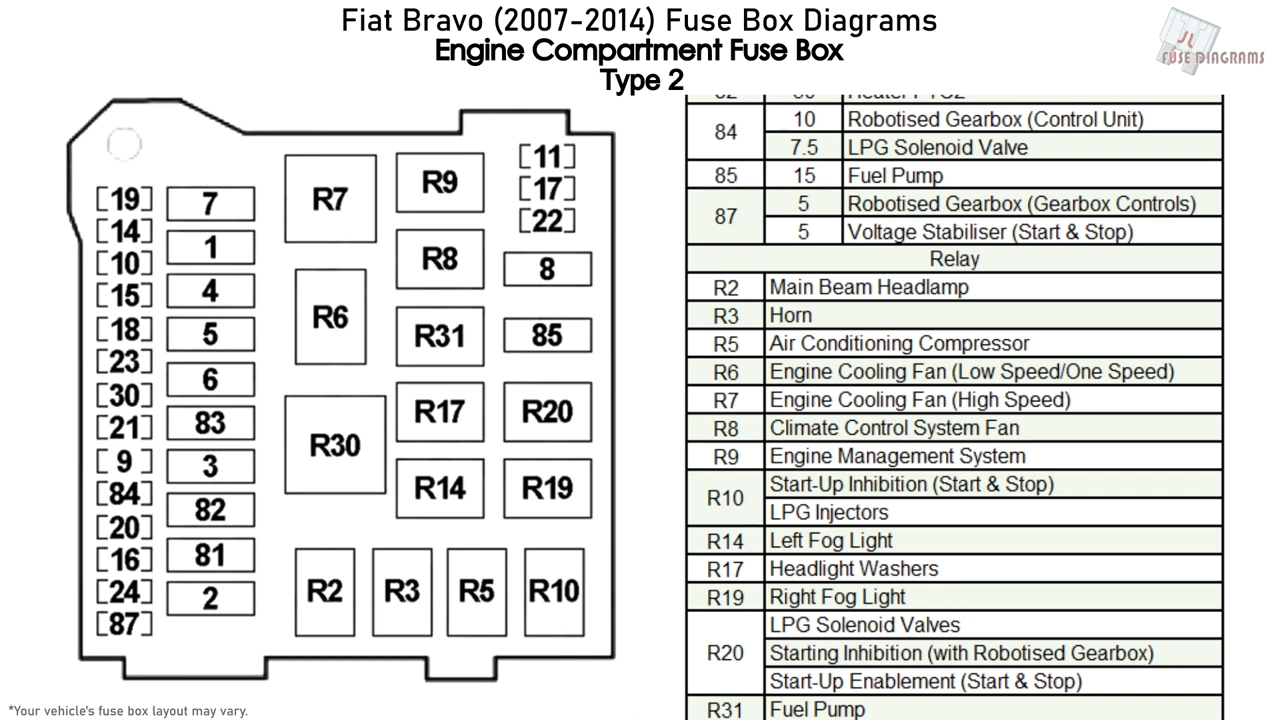 Fiat Bravo (2007-2014) Fuse Box Diagrams
Engine Compartment Fuse Box
Type 2
JL
FUSE DIAGRAMS
[19]
[14]
[10]
[15]
[18]
[23]
[30]
[21]
[9]
[84]
[20]
[16]
[24]
[87]
7
1
4
5
6
83
3
82
81
2
R7
R6
R30
R9
R8
R31
R17
R14
[11]
[17]
[22]
8
85
R20
R19
R2 R3 R5 R10
84 10 Robotised Gearbox (Control Unit)
7.5 LPG Solenoid Valve
85 15 Fuel Pump
87 5 Robotised Gearbox (Gearbox Controls)
5 Voltage Stabiliser (Start & Stop)
Relay
R2 Main Beam Headlamp
R3 Horn
R5 Air Conditioning Compressor
R6 Engine Cooling Fan (Low Speed/One Speed)
R7 Engine Cooling Fan (High Speed)
R8 Climate Control System Fan
R9 Engine Management System
R10 Start-Up Inhibition (Start & Stop)
LPG Injectors
R14 Left Fog Light
R17 Headlight Washers
R19 Right Fog Light
R20 LPG Solenoid Valves
Starting Inhibition (with Robotised Gearbox)
Start-Up Enablement (Start & Stop)
R31 Fuel Pump
*Your vehicle's fuse box layout may vary.